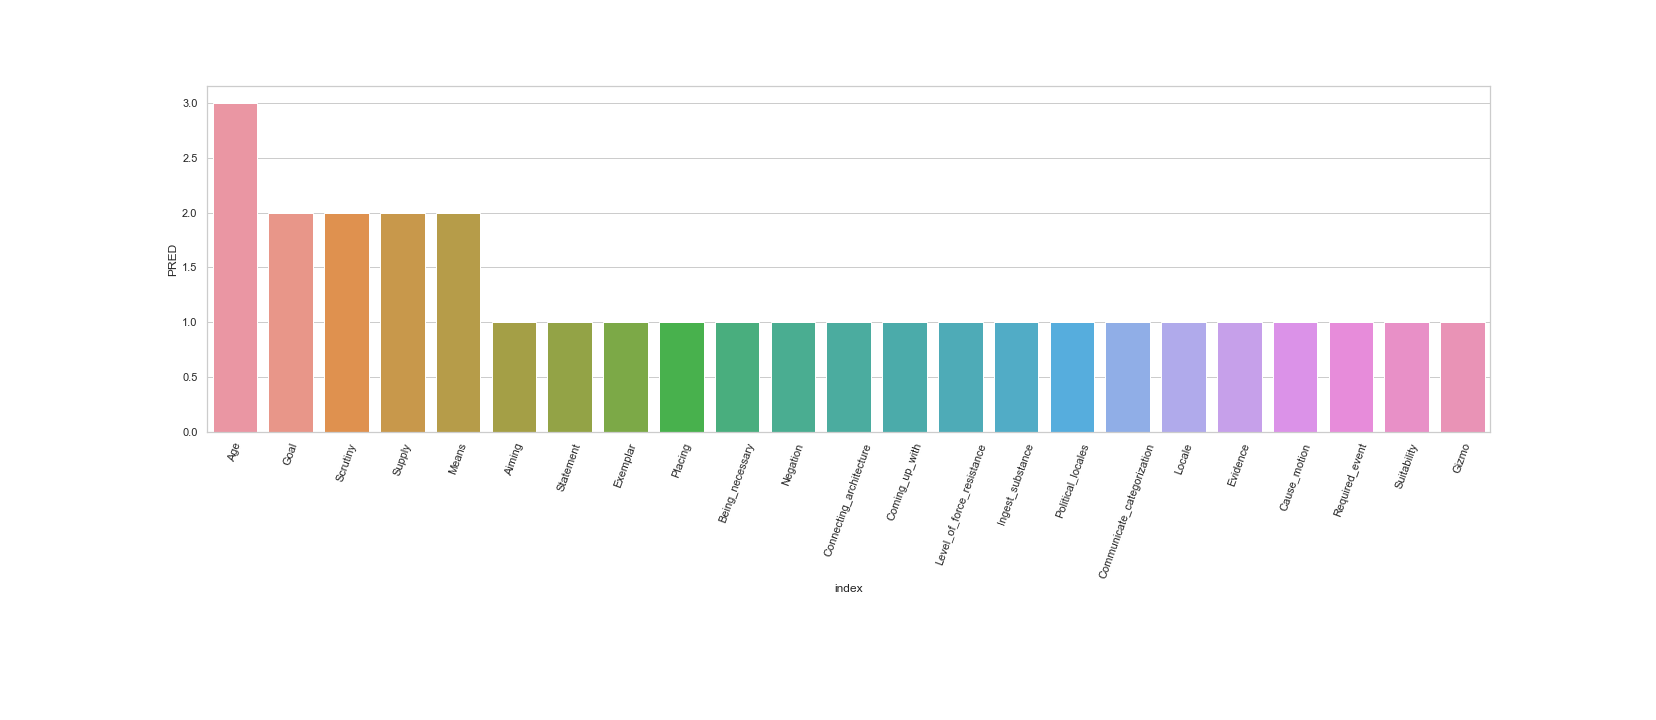 3.0
2.5
2.0
1.5
1.0
0.5
0.0
PRED
Age
Goal
Scrutiny
Supply
Means
Aiming
Statement
Exemplar
Placing
Being_necessary
Negation
Connecting_architecture
Coming_up_with
Level_of_force_resistance
Ingest_substance
Political_locales
Communicate_categorization
Locale
Evidence
Cause_motion
Required_event
Suitability
Gizmo
index